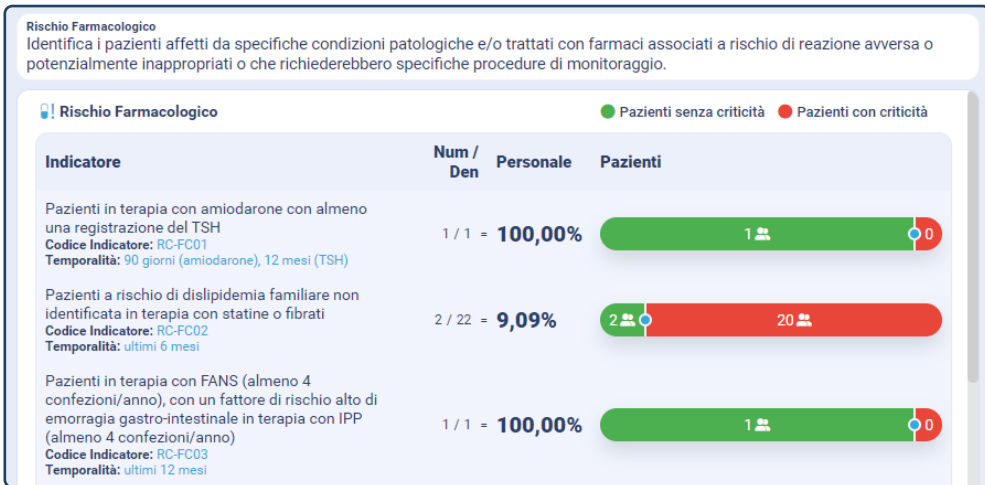 Rischio Farmacologico
Identifica i pazienti affetti da specifiche condizioni patologiche e/o trattati con farmaci associati a rischio di reazione avversa o
potenzialmente inappropriati o che richiederebbero specifiche procedure di monitoraggio.
Rischio Farmacologico
Pazienti senza criticità
Pazienti con criticità
Indicatore
Num /
Den
Personale
Pazienti
Pazienti in terapia con amiodarone con almeno
una registrazione del TSH
Codice Indicatore: RC-FC01
Temporalità: 90 giorni (amiodarone), 12 mesi (TSH)
1 / 1 = 100,00%
1
0
Pazienti a rischio di dislipidemia familiare non
identificata in terapia con statine o fibrati
Codice Indicatore: RC-FC02
Temporalità: ultimi 6 mesi
2 / 22 = 9,09%
2
20
Pazienti in terapia con FANS (almeno 4
confezioni/anno), con un fattore di rischio alto di
emorragia gastro-intestinale in terapia con IPP
(almeno 4 confezioni/anno)
Codice Indicatore: RC-FC03
Temporalità: ultimi 12 mesi
1 / 1 = 100,00%
1
0